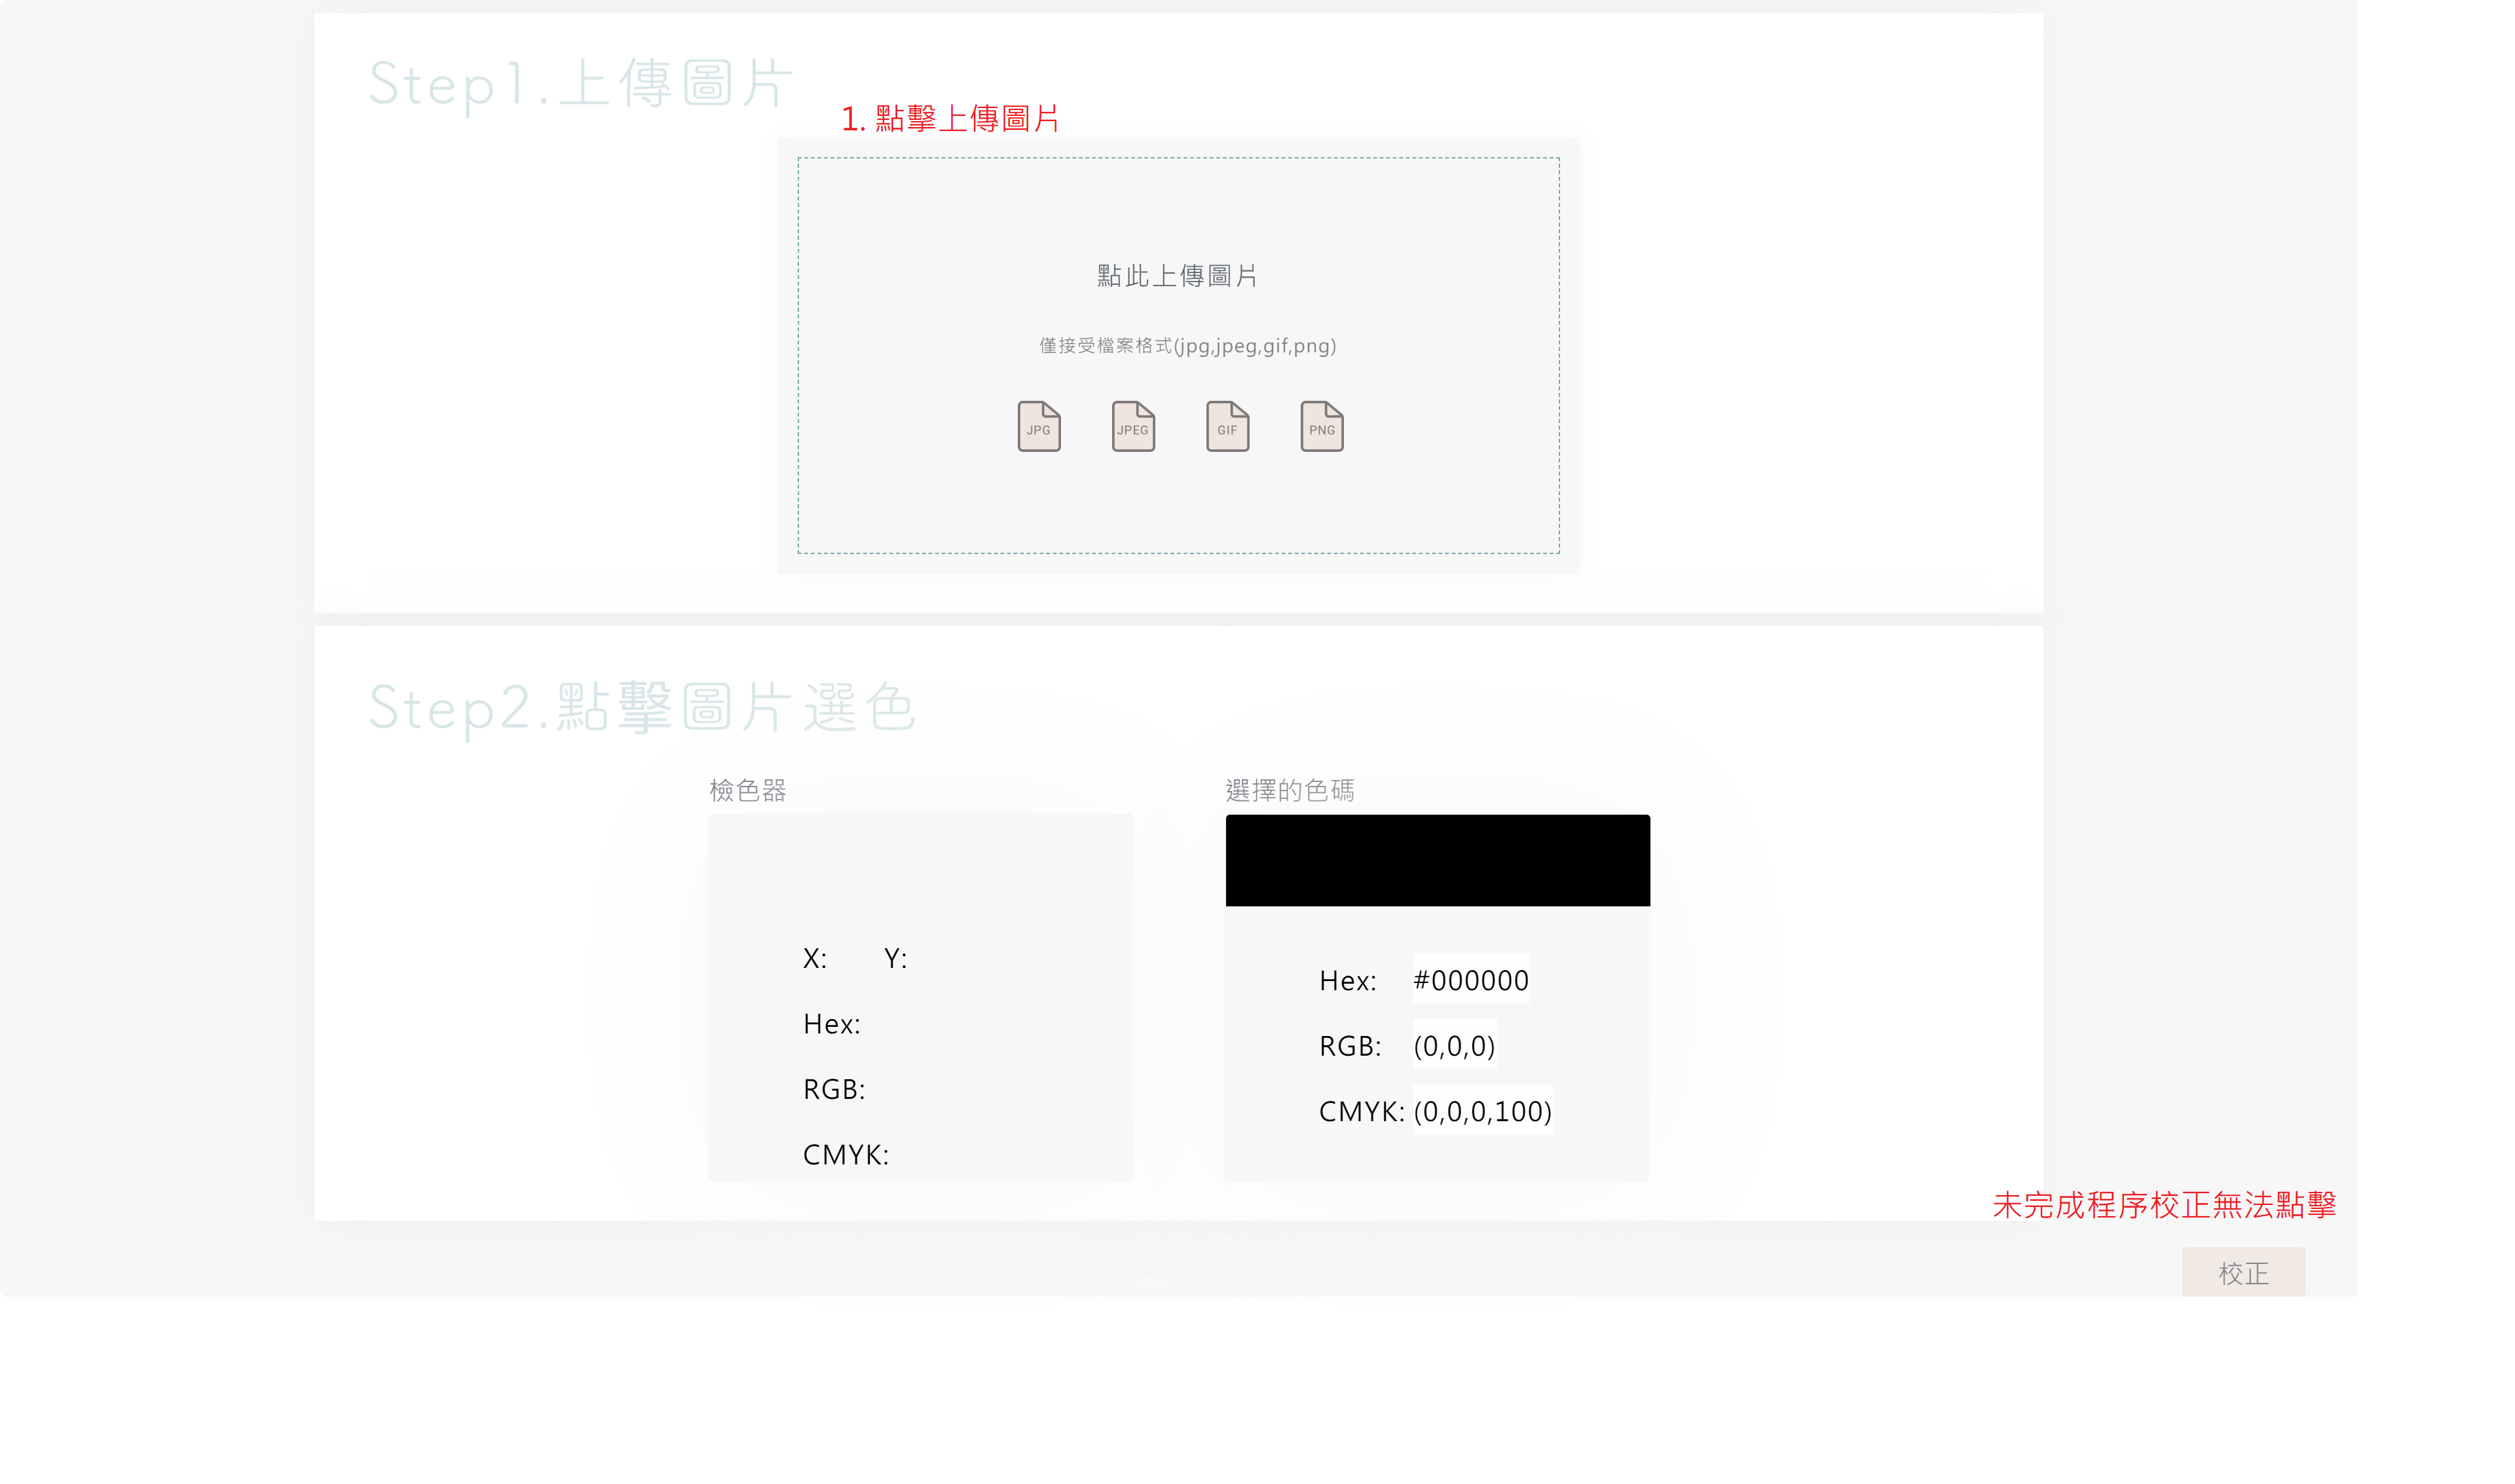 Step1.上傳圖片
1. 點擊上傳圖片
點此上傳圖片
僅接受檔案格式(jpg,jpeg,gif,png)
JPG JPEG GIF PNG
Step2.點擊圖片選色
檢色器
X: Y:
Hex:
RGB:
CMYK:
選擇的色碼
Hex: #000000
RGB: (0,0,0)
CMYK: (0,0,0,100)
未完成程序校正無法點擊
校正